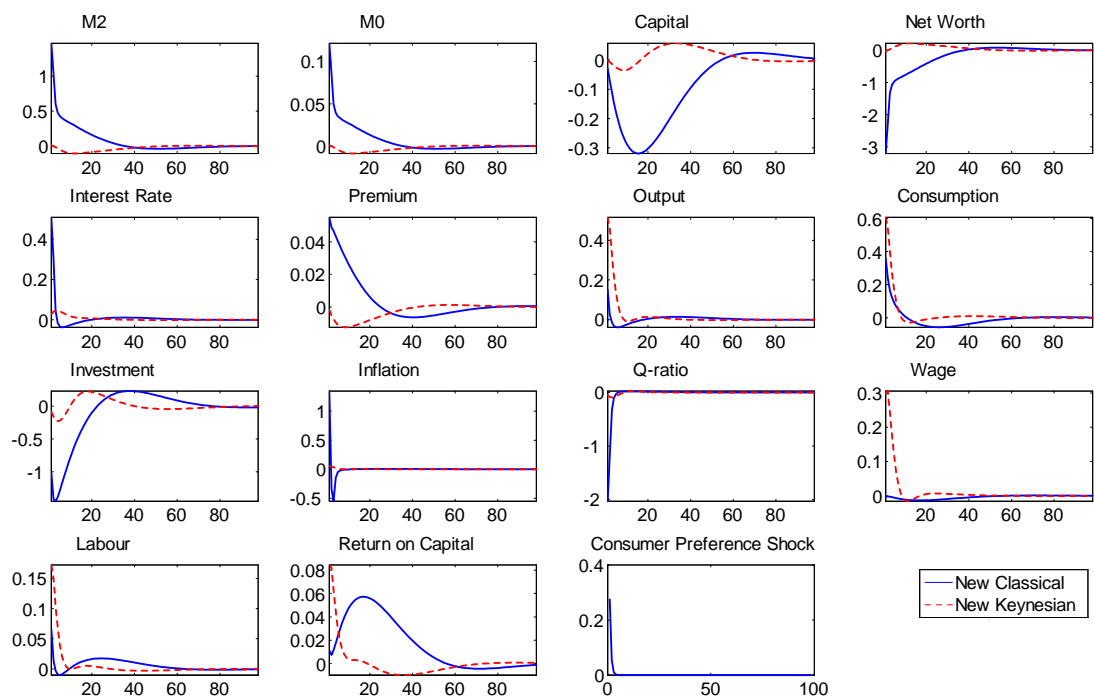 M2
M0
Capital
Net Worth
1
0.5
0
20 40 60 80
0.1
0.05
0
20 40 60 80
0
-0.1
-0.2
-0.3
20 40 60 80
0
-1
-2
-3
20 40 60 80
Interest Rate
Premium
Output
Consumption
0.4
0.2
0
20 40 60 80
0.04
0.02
0
20 40 60 80
0.4
0.2
0
20 40 60 80
0.6
0.4
0.2
0
20 40 60 80
Investment
Inflation
Q-ratio
Wage
0
-0.5
-1
20 40 60 80
1
0.5
0
-0.5
20 40 60 80
0
-1
-2
20 40 60 80 100
0.3
0.2
0.1
0
20 40 60 80
Labour
Return on Capital
Consumer Preference Shock
0.15
0.1
0.05
0
20 40 60 80
0.08
0.06
0.04
0.02
0
20 40 60 80
0.4
0.2
0
0 50 100
New Classical
New Keynesian